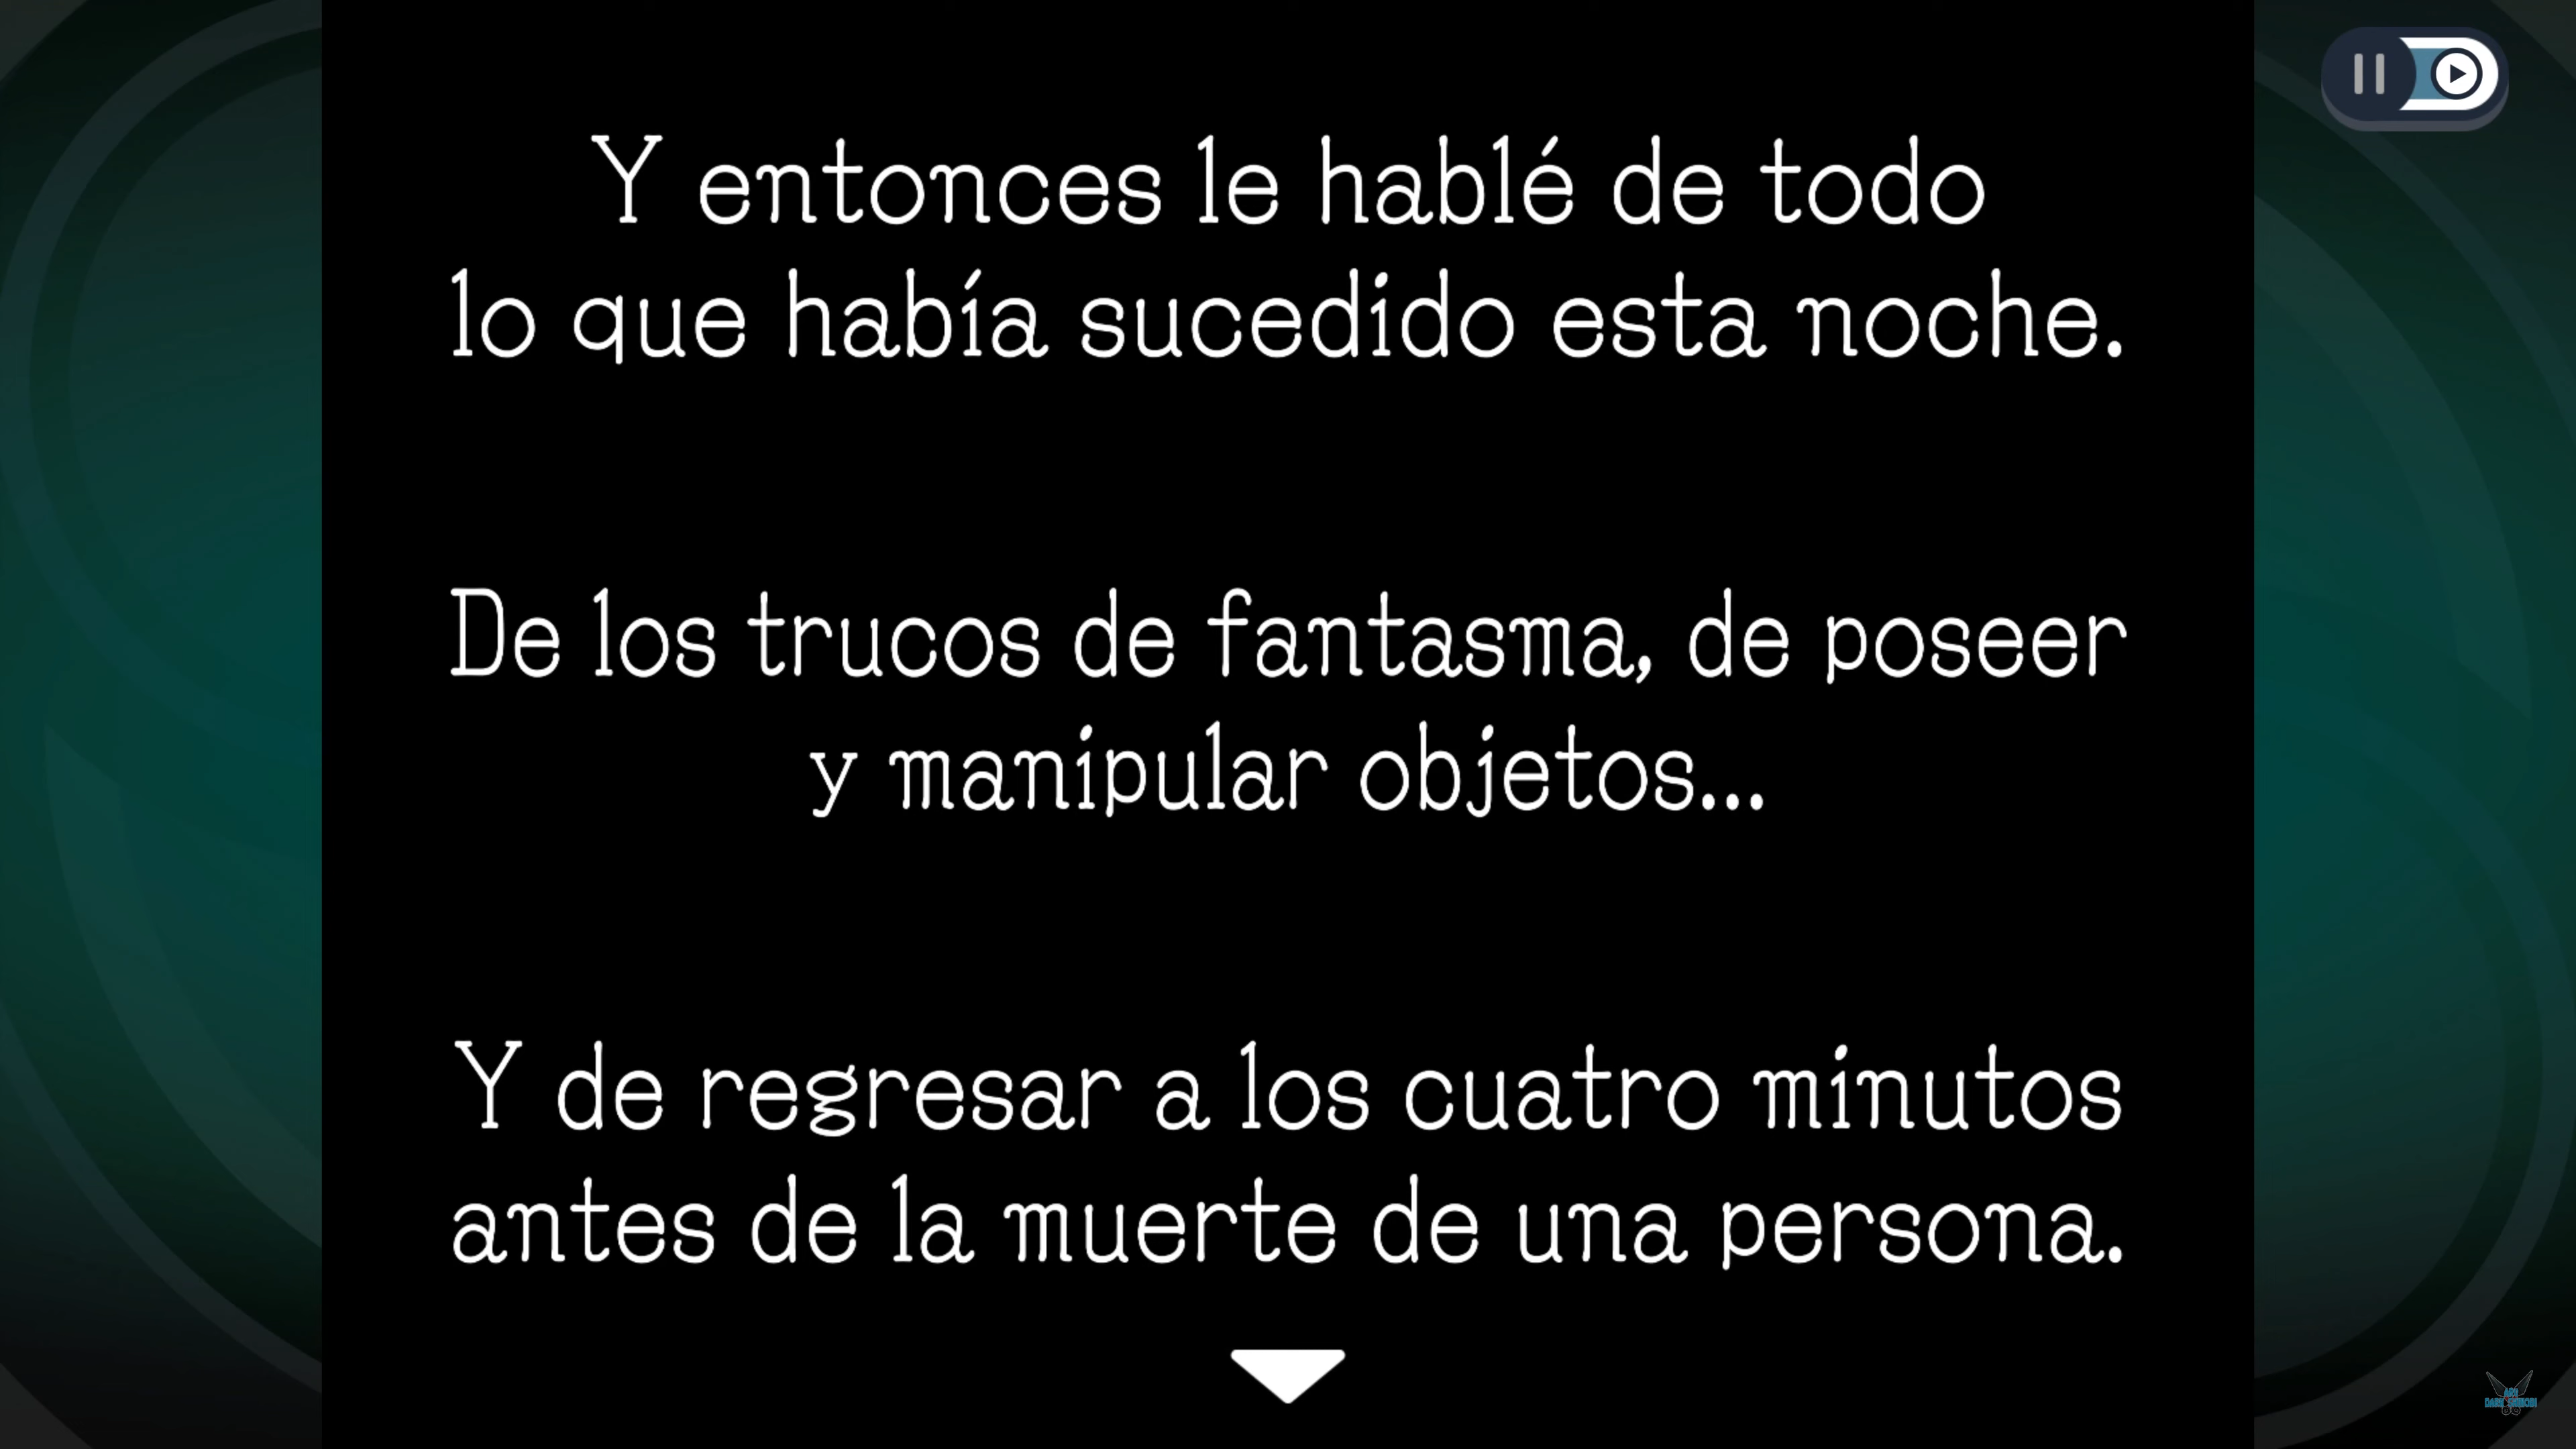 Y entonces le hablé de todo
lo que había sucedido esta noche.
De los trucos de fantasma, de poseer
y manipular objetos...
Y de regresar a los cuatro minutos
antes de la muerte de una persona.